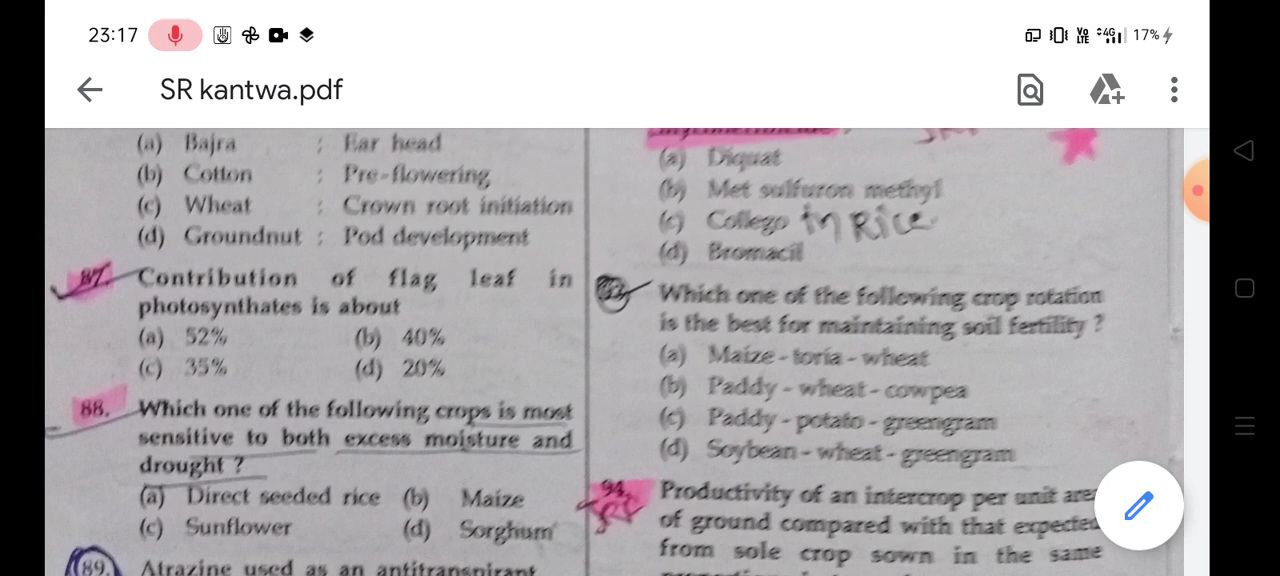 23:17
Vo LTE 4G 17%
SR kantwa.pdf
(a) Bajra : Ear head
(b) Cotton : Pre-flowering
(c) Wheat : Crown root initiation
(d) Groundnut : Pod development
87. Contribution of flag leaf in
photosynthates is about
(a) 52% (b) 40%
(c) 35% (d) 20%
88. Which one of the following crops is most
sensitive to both excess moisture and
drought ?
(a) Direct seeded rice (b) Maize
(c) Sunflower (d) Sorghum
89. Atrazine used as an antitranspirant
(a) Diquat
(b) Met sulfuron methyl
(c) Collego in Rice
(d) Bromacil
Which one of the following crop rotation
is the best for maintaining soil fertility ?
(a) Maize - toria - wheat
(b) Paddy - wheat - cowpea
(c) Paddy - potato - greengram
(d) Soybean - wheat - greengram
94. Productivity of an intercrop per unit
of ground compared with that expected
from sole crop sown in the same